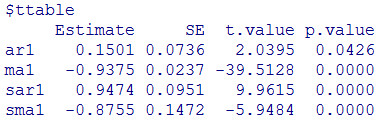 $ttable
Estimate SE t.value p.value
ar1 0.1501 0.0736 2.0395 0.0426
ma1 -0.9375 0.0237 -39.5128 0.0000
sar1 0.9474 0.0951 9.9615 0.0000
sma1 -0.8755 0.1472 -5.9484 0.0000